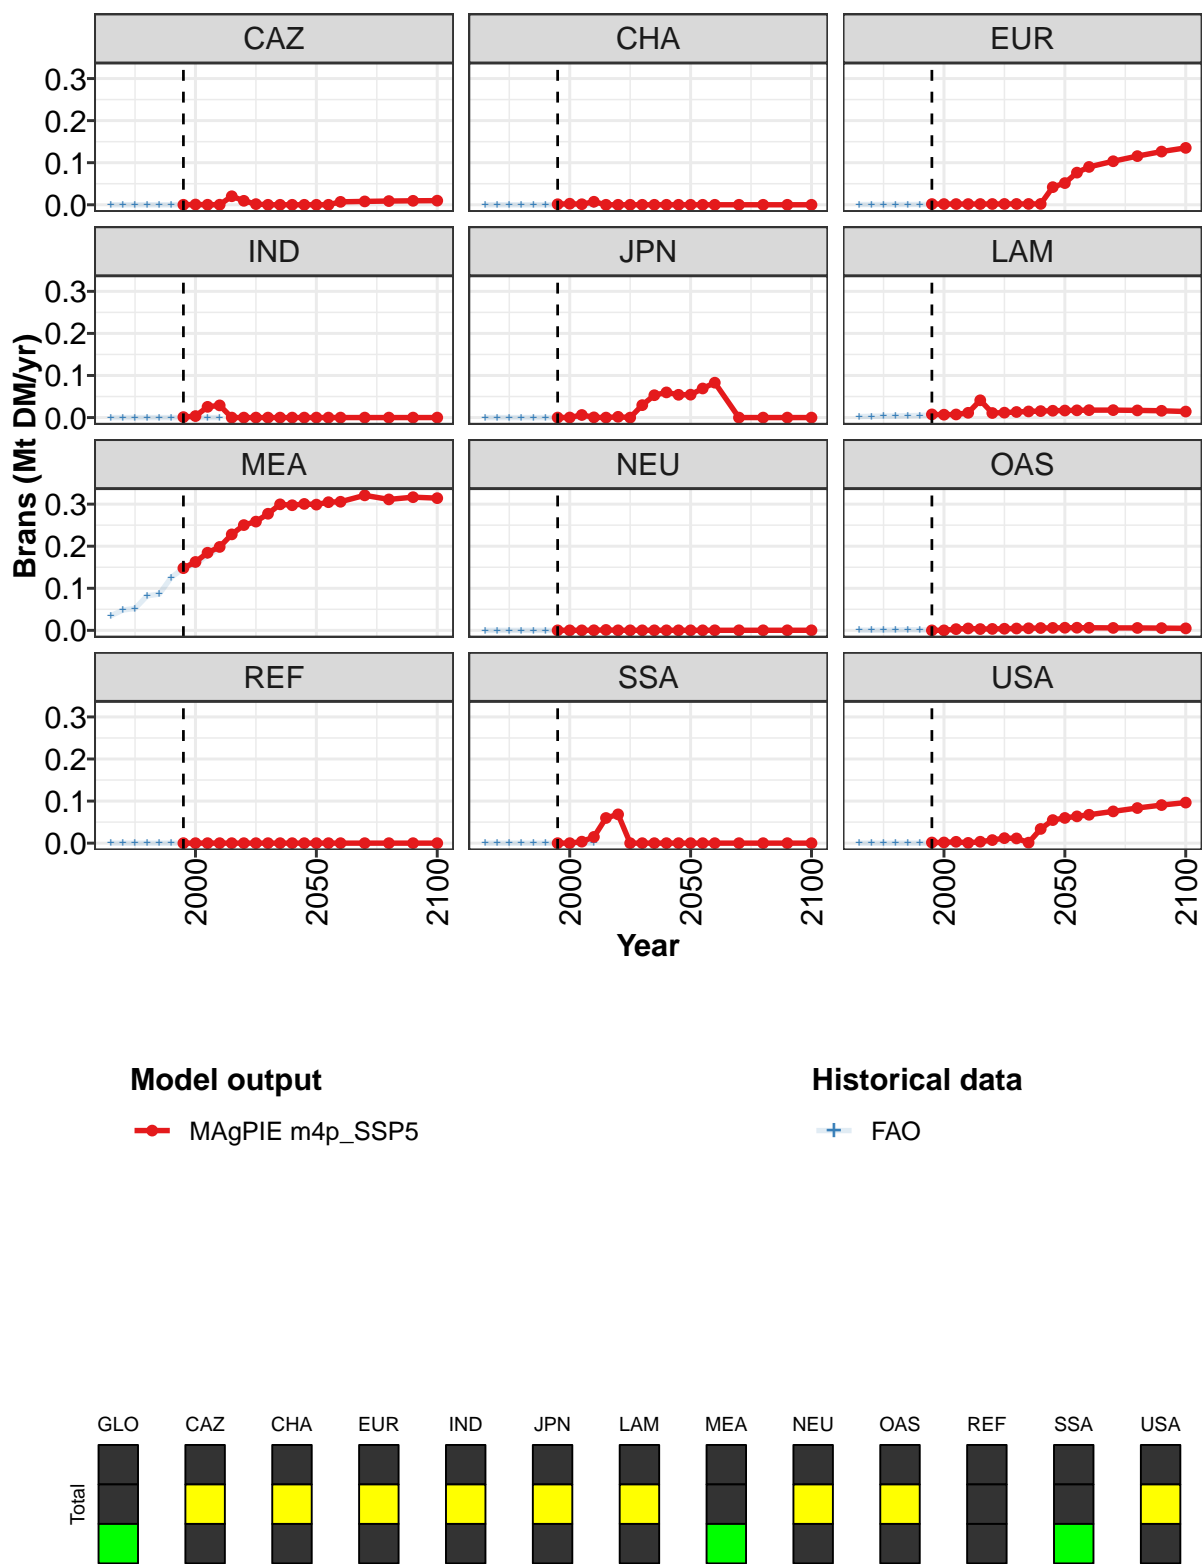 CAZ CHA EUR
0.3
0.2
0.1
0.0
IND JPN LAM
0.3
0.2
0.1
0.0
MEA NEU OAS
0.3
0.2
0.1
0.0
REF SSA USA
0.3
0.2
0.1
0.0
Brans (Mt DM/yr)
2000 2050 2100 2000 2050 2100 2000 2050 2100
Year
Model output Historical data
MAgPIE m4p_SSP5 FAO
GLO CAZ CHA EUR IND JPN LAM MEA NEU OAS REF SSA USA
Total